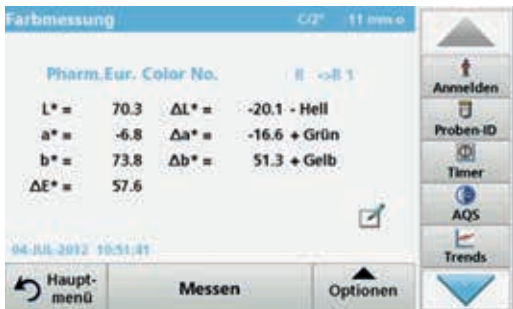 Farbmessung C/2° 11 mm o
Pharm.Eur. Color No. B ->B 1
L* = 70.3 ΔL* = -20.1 - Hell
a* = -6.8 Δa* = -16.6 + Grün
b* = 73.8 Δb* = 51.3 + Gelb
ΔE* = 57.6
04-JUL-2012 10:51:41
Haupt-
menü
Messen
Optionen
Anmelden
Proben-ID
Timer
AQS
Trends